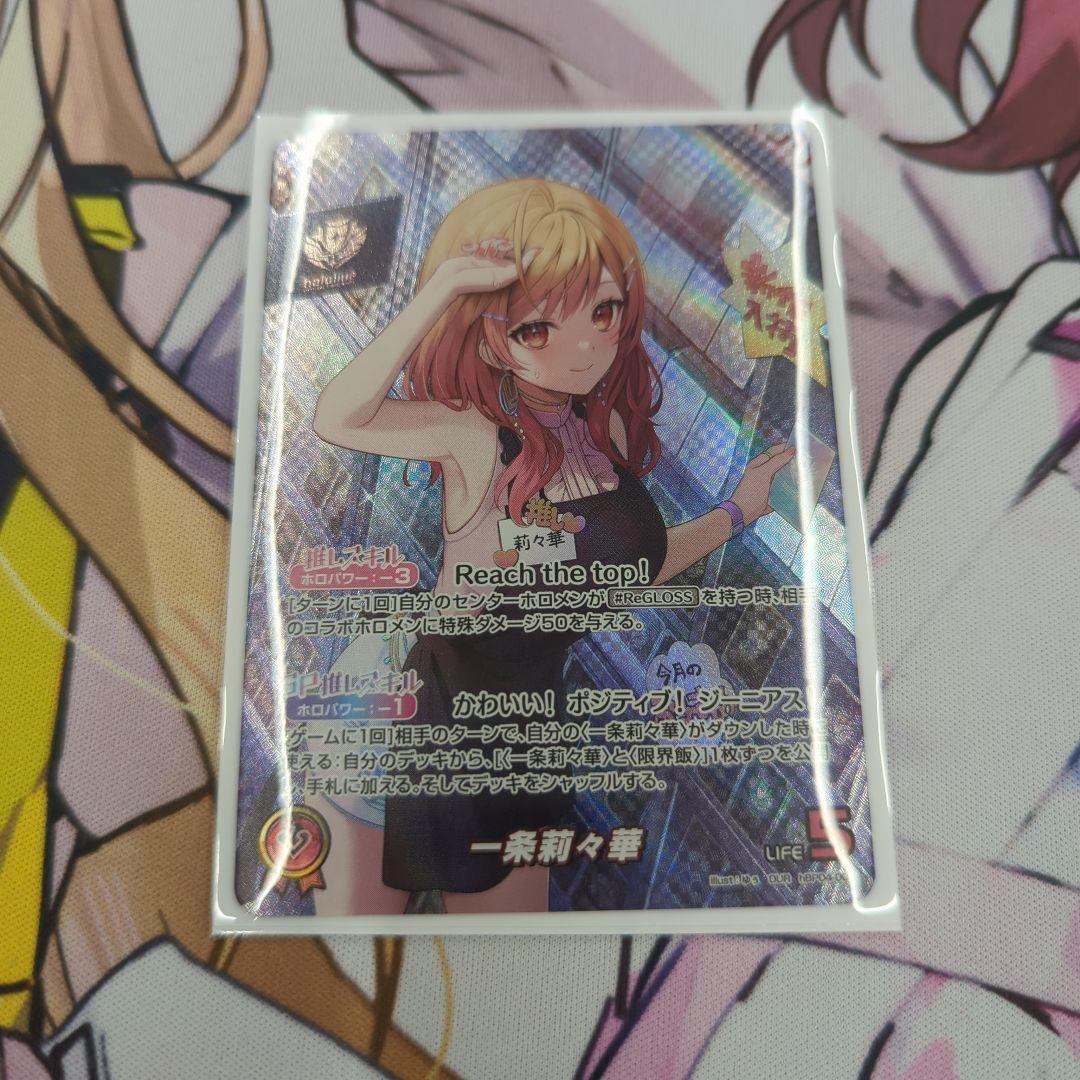 推し
莉々華
推しスキル
ホロパワー：－3
Reach the top!
[ターンに1回]自分のセンターホロメンが #ReGLOSS を持つ時、相手
のコラボホロメンに特殊ダメージ50を与える。
今月の
SP推しスキル
ホロパワー：－1
かわいい！ ポジティブ！ ジーニアス！
[ゲームに1回]相手のターンで、自分の〈一条莉々華〉がダウンした時
使える：自分のデッキから、[〈一条莉々華〉と〈限界飯〉]1枚ずつを公
し、手札に加える。そしてデッキをシャッフルする。
一条莉々華
LIFE 5
illust: OUR hBP04-0